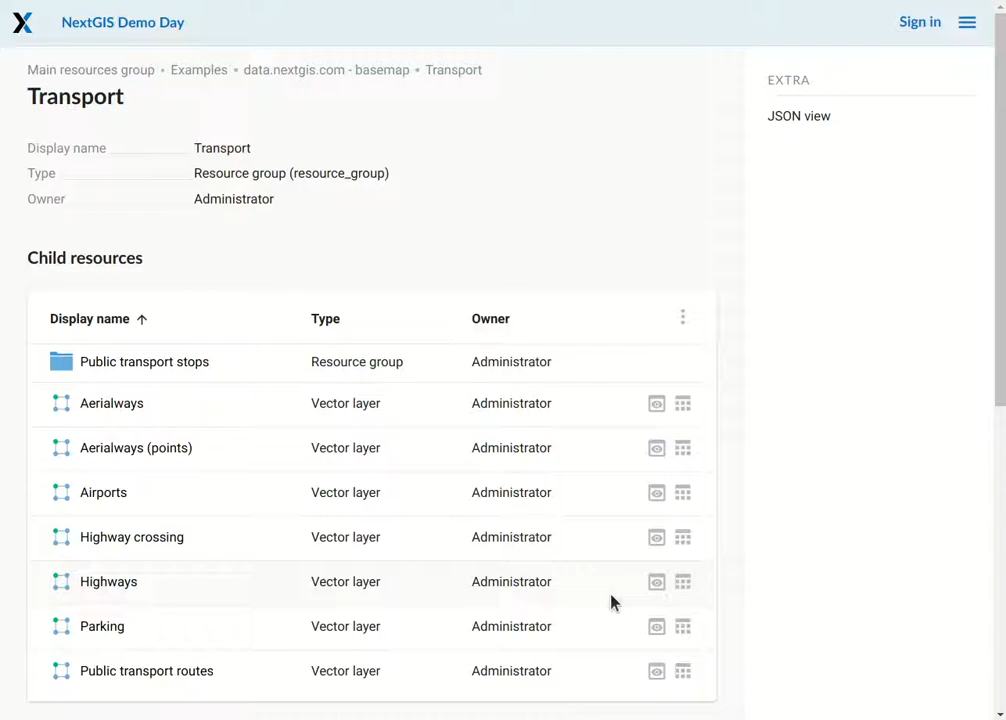 NextGIS Demo Day
Sign in
Main resources group • Examples • data.nextgis.com - basemap • Transport
Transport
EXTRA
JSON view
Display name Transport
Type Resource group (resource_group)
Owner Administrator
Child resources
Display name Type Owner
Public transport stops Resource group Administrator
Aerialways Vector layer Administrator
Aerialways (points) Vector layer Administrator
Airports Vector layer Administrator
Highway crossing Vector layer Administrator
Highways Vector layer Administrator
Parking Vector layer Administrator
Public transport routes Vector layer Administrator